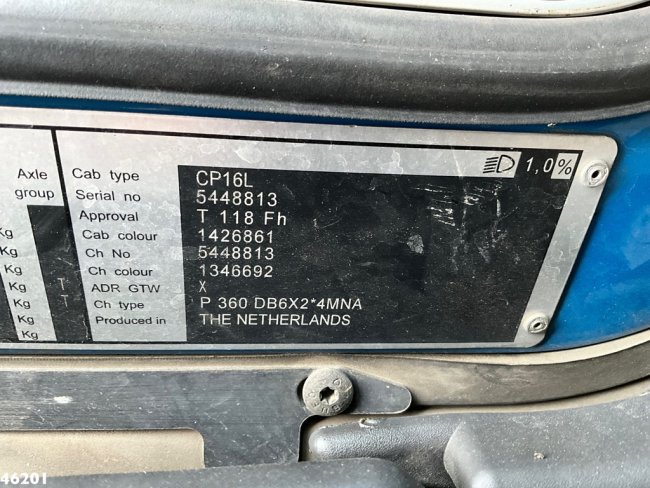 1,0%
Axle group
Cab type CP16L
Serial no 5448813
Approval T 118 Fh
Kg Cab colour 1426861
Kg Ch No 5448813
Kg Ch colour 1346692
Kg T ADR GTW X
Kg T Ch type P 360 DB6X2*4MNA
Kg Produced in THE NETHERLANDS
Kg
46201